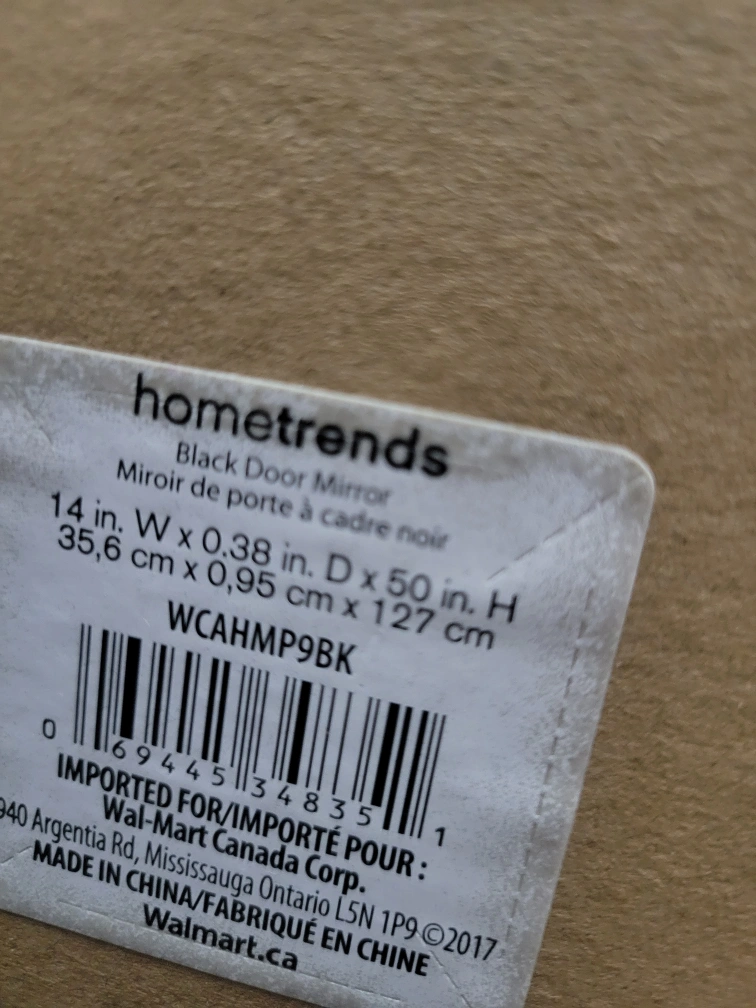 hometrends
Black Door Mirror
Miroir de porte à cadre noir
14 in. W x 0.38 in. D x 50 in. H
35,6 cm x 0,95 cm x 127 cm
WCAHMP9BK
0 69445 34835 1
IMPORTED FOR/IMPORTÉ POUR :
Wal-Mart Canada Corp.
940 Argentia Rd, Mississauga Ontario L5N 1P9 ©2017
MADE IN CHINA/FABRIQUÉ EN CHINE
Walmart.ca